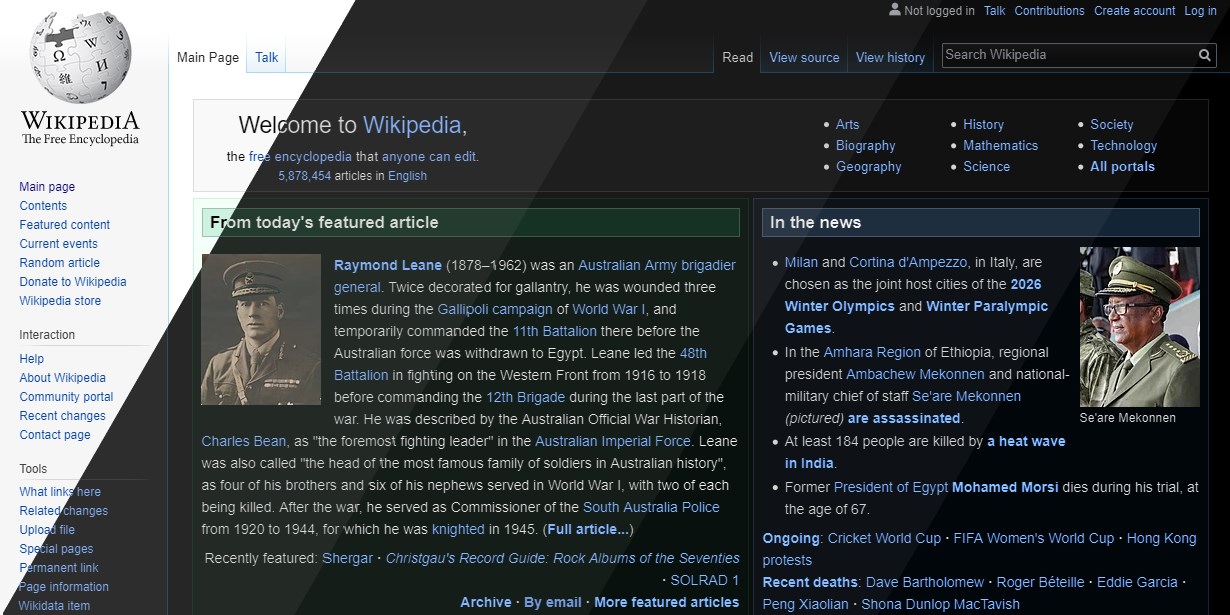 Not logged in Talk Contributions Create account Log in
Main Page Talk Read View source View history Search Wikipedia
Ω W И 維 7
WIKIPEDIA
The Free Encyclopedia
Main page
Contents
Featured content
Current events
Random article
Donate to Wikipedia
Wikipedia store
Interaction
Help
About Wikipedia
Community portal
Recent changes
Contact page
Tools
What links here
Related changes
Upload file
Special pages
Permanent link
Page information
Wikidata item
Welcome to Wikipedia,
the free encyclopedia that anyone can edit.
5,878,454 articles in English
• Arts
• Biography
• Geography
• History
• Mathematics
• Science
• Society
• Technology
• All portals
From today's featured article
Raymond Leane (1878–1962) was an Australian Army brigadier
general. Twice decorated for gallantry, he was wounded three
times during the Gallipoli campaign of World War I, and
temporarily commanded the 11th Battalion there before the
Australian force was withdrawn to Egypt. Leane led the 48th
Battalion in fighting on the Western Front from 1916 to 1918
before commanding the 12th Brigade during the last part of the
war. He was described by the Australian Official War Historian,
Charles Bean, as "the foremost fighting leader" in the Australian Imperial Force. Leane
was also called "the head of the most famous family of soldiers in Australian history",
as four of his brothers and six of his nephews served in World War I, with two of each
being killed. After the war, he served as Commissioner of the South Australia Police
from 1920 to 1944, for which he was knighted in 1945. (Full article...)
Recently featured: Shergar · Christgau's Record Guide: Rock Albums of the Seventies
· SOLRAD 1
Archive · By email · More featured articles
In the news
• Milan and Cortina d'Ampezzo, in Italy, are
chosen as the joint host cities of the 2026
Winter Olympics and Winter Paralympic
Games.
• In the Amhara Region of Ethiopia, regional
president Ambachew Mekonnen and national-
military chief of staff Se'are Mekonnen
(pictured) are assassinated.
Se'are Mekonnen
• At least 184 people are killed by a heat wave
in India.
• Former President of Egypt Mohamed Morsi dies during his trial, at
the age of 67.
Ongoing: Cricket World Cup · FIFA Women's World Cup · Hong Kong
protests
Recent deaths: Dave Bartholomew · Roger Béteille · Eddie Garcia ·
Peng Xiaolian · Shona Dunlop MacTavish